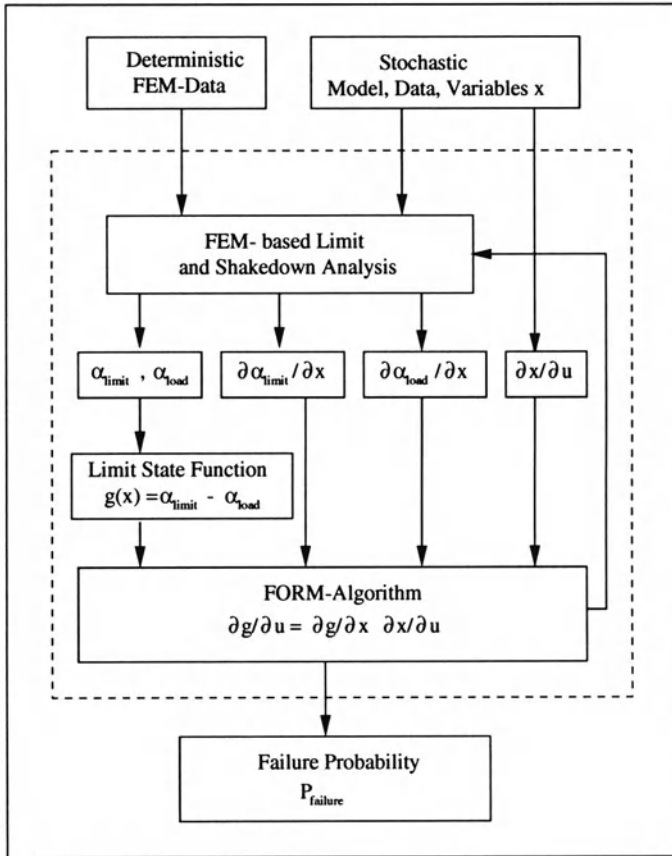 Deterministic
FEM-Data
Stochastic
Model, Data, Variables x
FEM- based Limit
and Shakedown Analysis
α_limit , α_load
∂α_limit / ∂x
∂α_load / ∂x
∂x/∂u
Limit State Function
g(x) = α_limit - α_load
FORM-Algorithm
∂g/∂u = ∂g/∂x ∂x/∂u
Failure Probability
P_failure